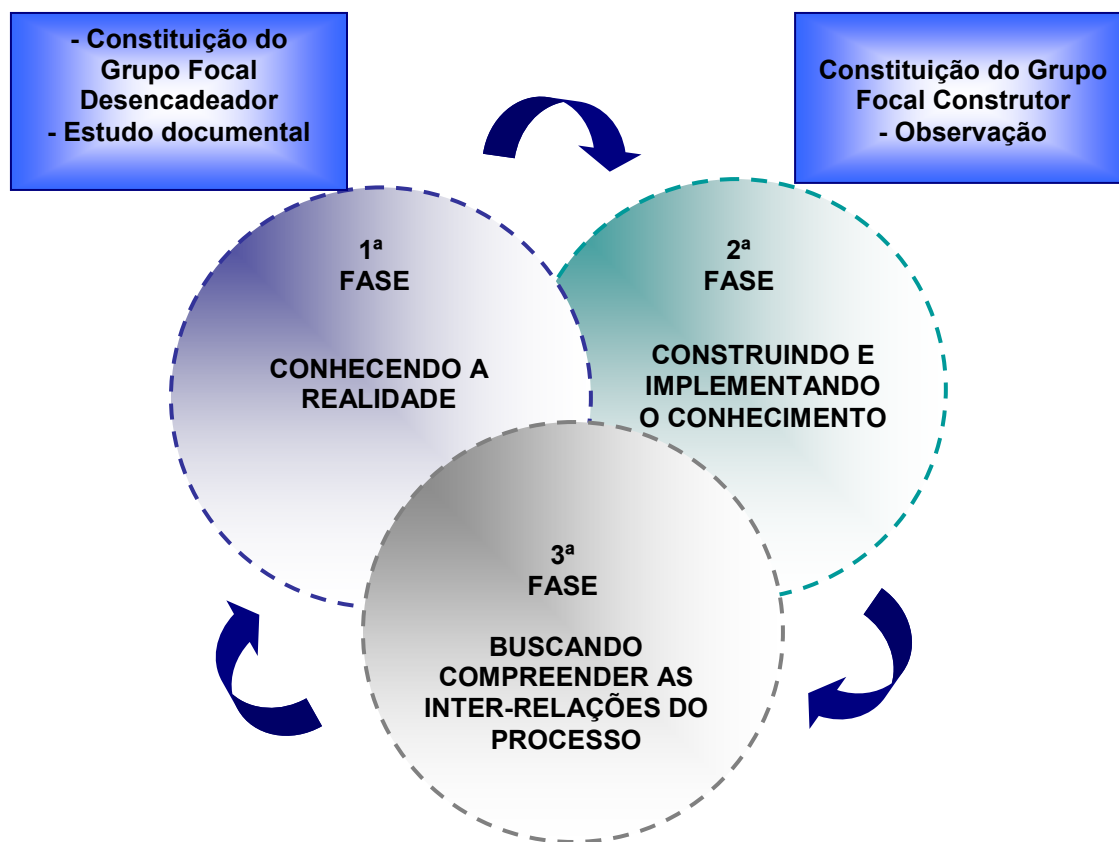 - Constituição do
Grupo Focal
Desencadeador
- Estudo documental
Constituição do Grupo
Focal Construtor
- Observação
1ª
FASE
CONHECENDO A
REALIDADE
2ª
FASE
CONSTRUINDO E
IMPLEMENTANDO
O CONHECIMENTO
3ª
FASE
BUSCANDO
COMPREENDER AS
INTER-RELAÇÕES DO
PROCESSO